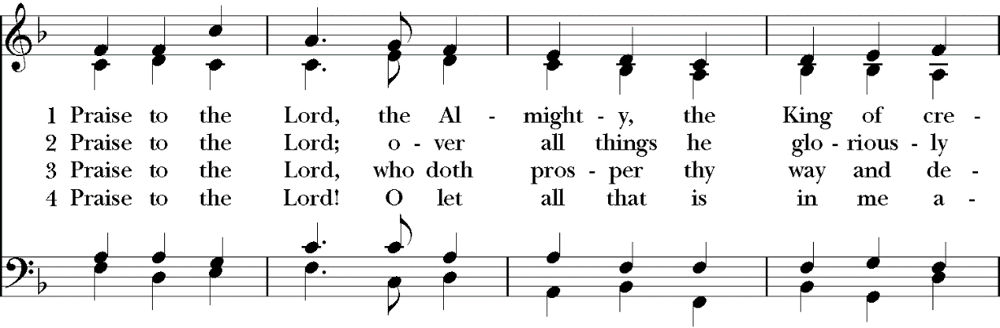 1 Praise to the Lord, the Al - might - y, the King of cre -
2 Praise to the Lord; o - ver all things he glo - rious - ly
3 Praise to the Lord, who doth pros - per thy way and de -
4 Praise to the Lord! O let all that is in me a -